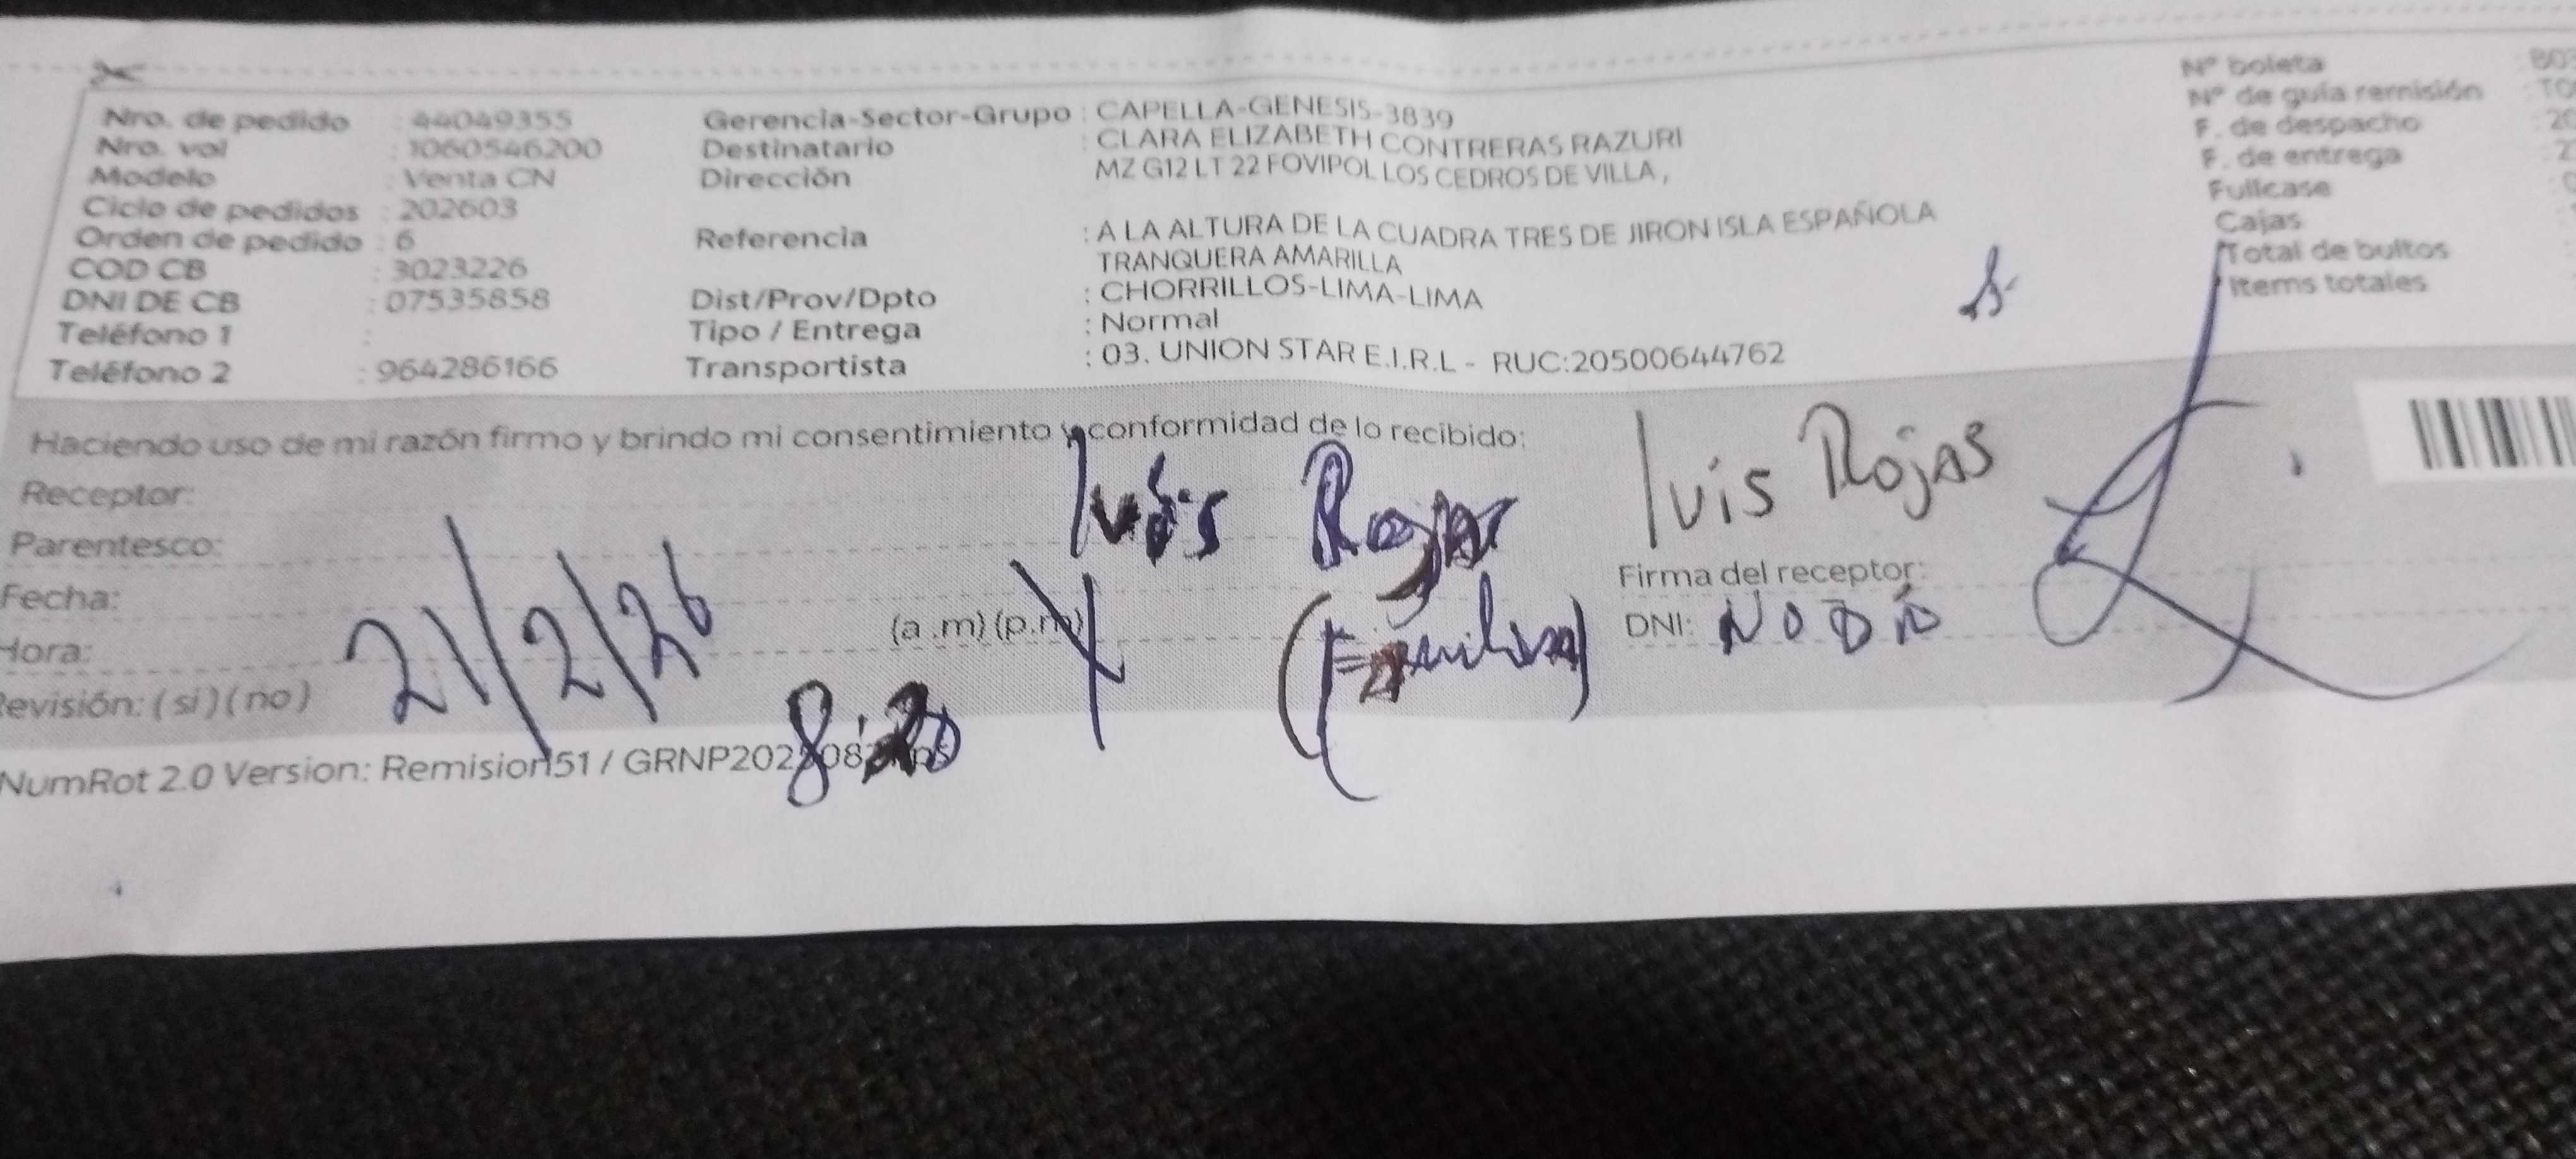 Nro. de pedido : 44049355
Nro. val : 1060546200
Modelo : Venta CN
Ciclo de pedidos : 202603
Orden de pedido : 6
COD CB : 3023226
DNI DE CB : 07535858
Teléfono 1 :
Teléfono 2 : 964286166
Gerencia-Sector-Grupo : CAPELLA-GENESIS-3839
Destinatario : CLARA ELIZABETH CONTRERAS RAZURI
Dirección MZ G12 LT 22 FOVIPOL LOS CEDROS DE VILLA ,
Referencia : A LA ALTURA DE LA CUADRA TRES DE JIRON ISLA ESPAÑOLA
TRANQUERA AMARILLA
Dist/Prov/Dpto : CHORRILLOS-LIMA-LIMA
Tipo / Entrega : Normal
Transportista : 03. UNION STAR E.I.R.L - RUC:20500644762
Nº boleta
Nº de guía remisión
F. de despacho
F. de entrega
Fullcase
Cajas
Total de bultos
Items totales
Haciendo uso de mi razón firmo y brindo mi consentimiento y conformidad de lo recibido:
Receptor: luis Rojas
Parentesco:
Fecha: 21/2/26
Hora: (a .m) (p.m)
8:20
Revisión: ( si ) ( no )
luis Rojas
Firma del receptor:
DNI: NO DIO
NumRot 2.0 Version: Remision51 /